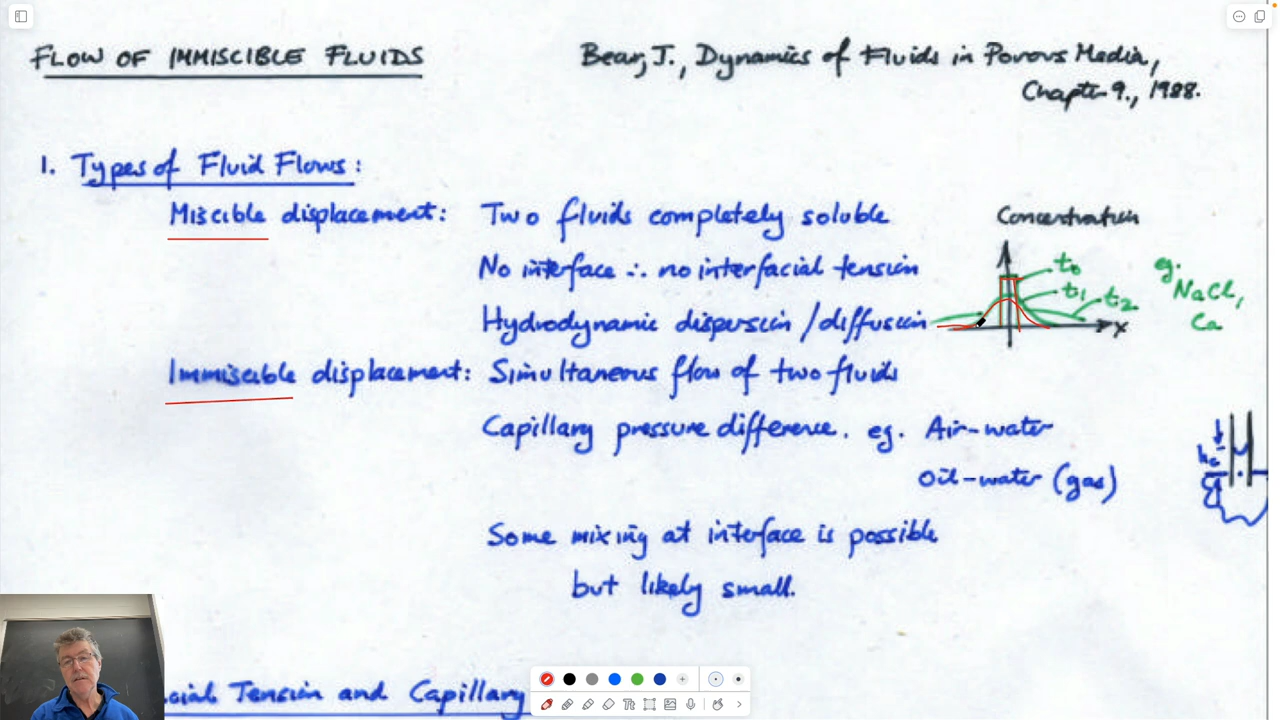 FLOW OF IMMISCIBLE FLUIDS
Bear, J., Dynamics of Fluids in Porous Media,
Chapter 9., 1988.
1. Types of Fluid Flows:
Miscible displacement: Two fluids completely soluble
No interface ∴ no interfacial tension
Hydrodynamic dispersion / diffusion
Concentration
t0
t1
t2
x
eg.
NaCl,
Ca
Immiscible displacement: Simultaneous flow of two fluids
Capillary pressure difference. eg. Air-water
Oil-water (gas)
hc
Some mixing at interface is possible
but likely small.
Tension and Capillary